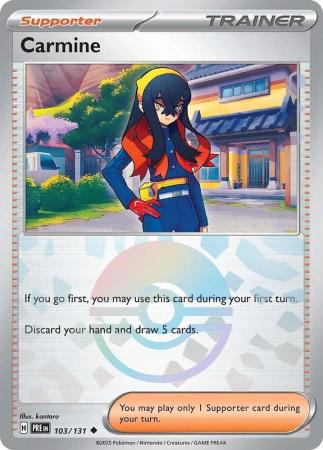 Supporter
TRAINER
Carmine
If you go first, you may use this card during your first turn.
Discard your hand and draw 5 cards.
Illus. kantaro
H PRE EN 103/131 ◆
You may play only 1 Supporter card during your turn.
©2025 Pokémon / Nintendo / Creatures / GAME FREAK